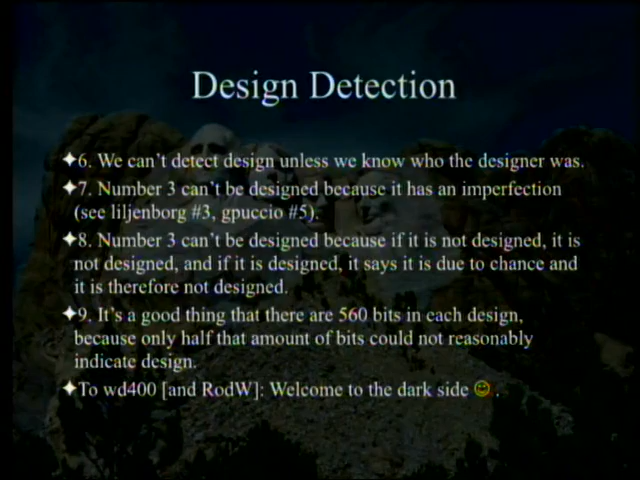 Design Detection
6. We can't detect design unless we know who the designer was.
7. Number 3 can't be designed because it has an imperfection
(see liljenborg #3, gpuccio #5).
8. Number 3 can't be designed because if it is not designed, it is
not designed, and if it is designed, it says it is due to chance and
it is therefore not designed.
9. It's a good thing that there are 560 bits in each design,
because only half that amount of bits could not reasonably
indicate design.
To wd400 [and RodW]: Welcome to the dark side ☺ .